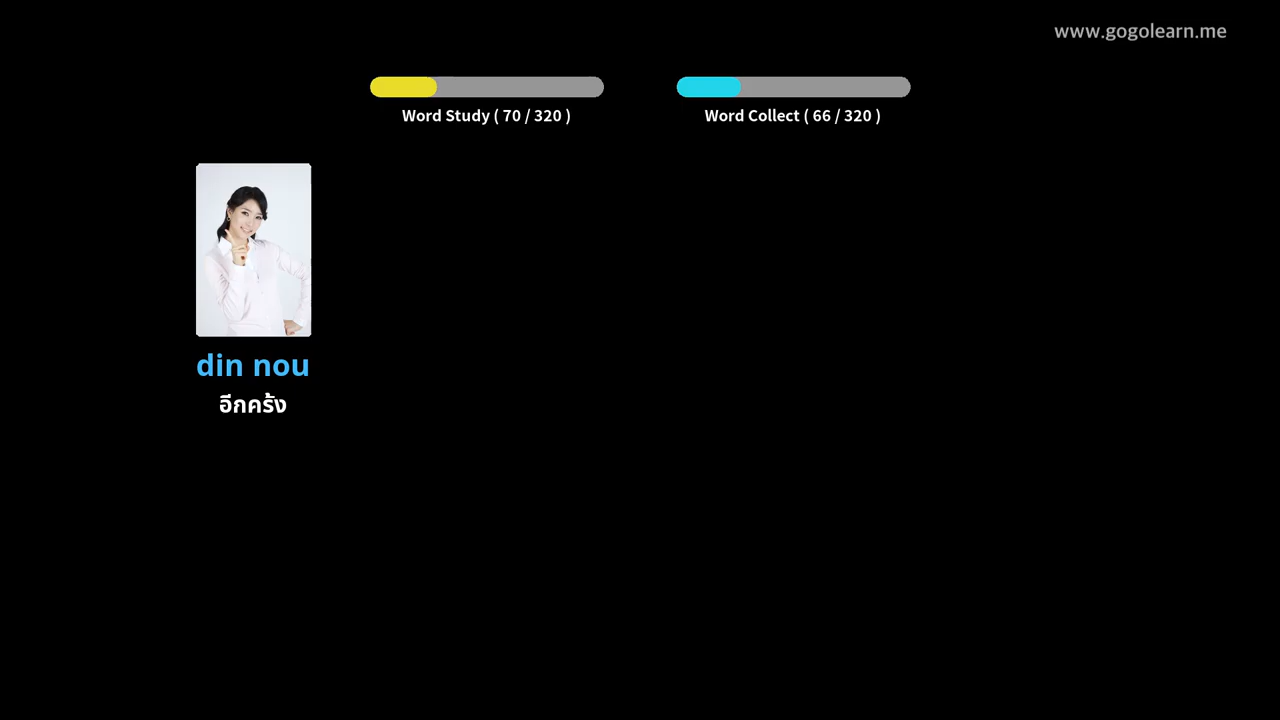 www.gogolearn.me
Word Study ( 70 / 320 )
Word Collect ( 66 / 320 )
din nou
อีกครั้ง